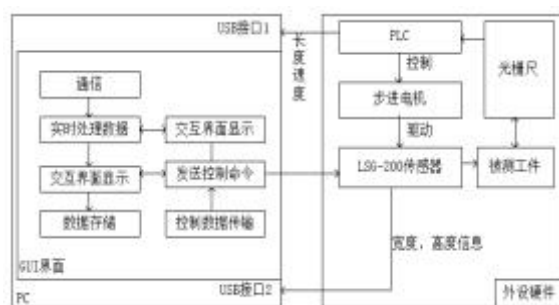 USB接口1
通信
实时处理数据
交互界面显示
交互界面显示
发送控制命令
数据存储
控制数据传输
GUI界面
PC
USB接口2
长度速度
PLC
控制
步进电机
驱动
LSG-200传感器
光栅尺
被测工件
宽度，高度信息
外设硬件